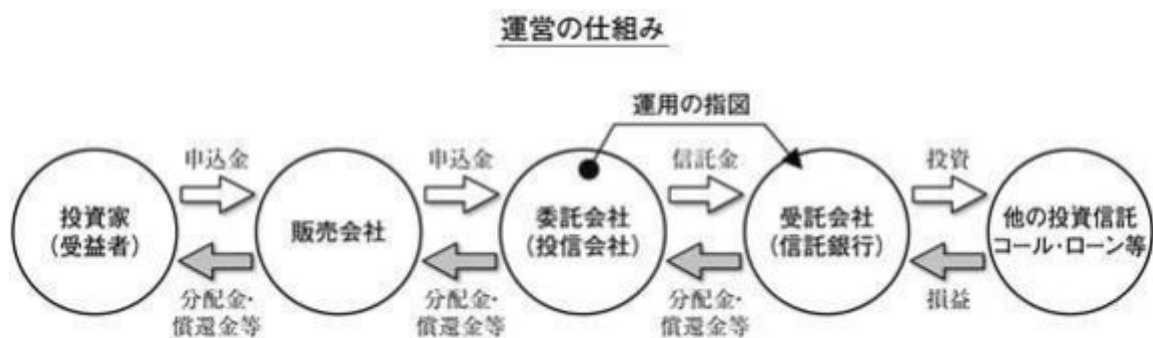 運営の仕組み
運用の指図
申込金
申込金
信託金
投資
投資家
(受益者)
販売会社
委託会社
(投信会社)
受託会社
(信託銀行)
他の投資信託
コール・ローン等
分配金・
償還金等
分配金・
償還金等
分配金・
償還金等
損益